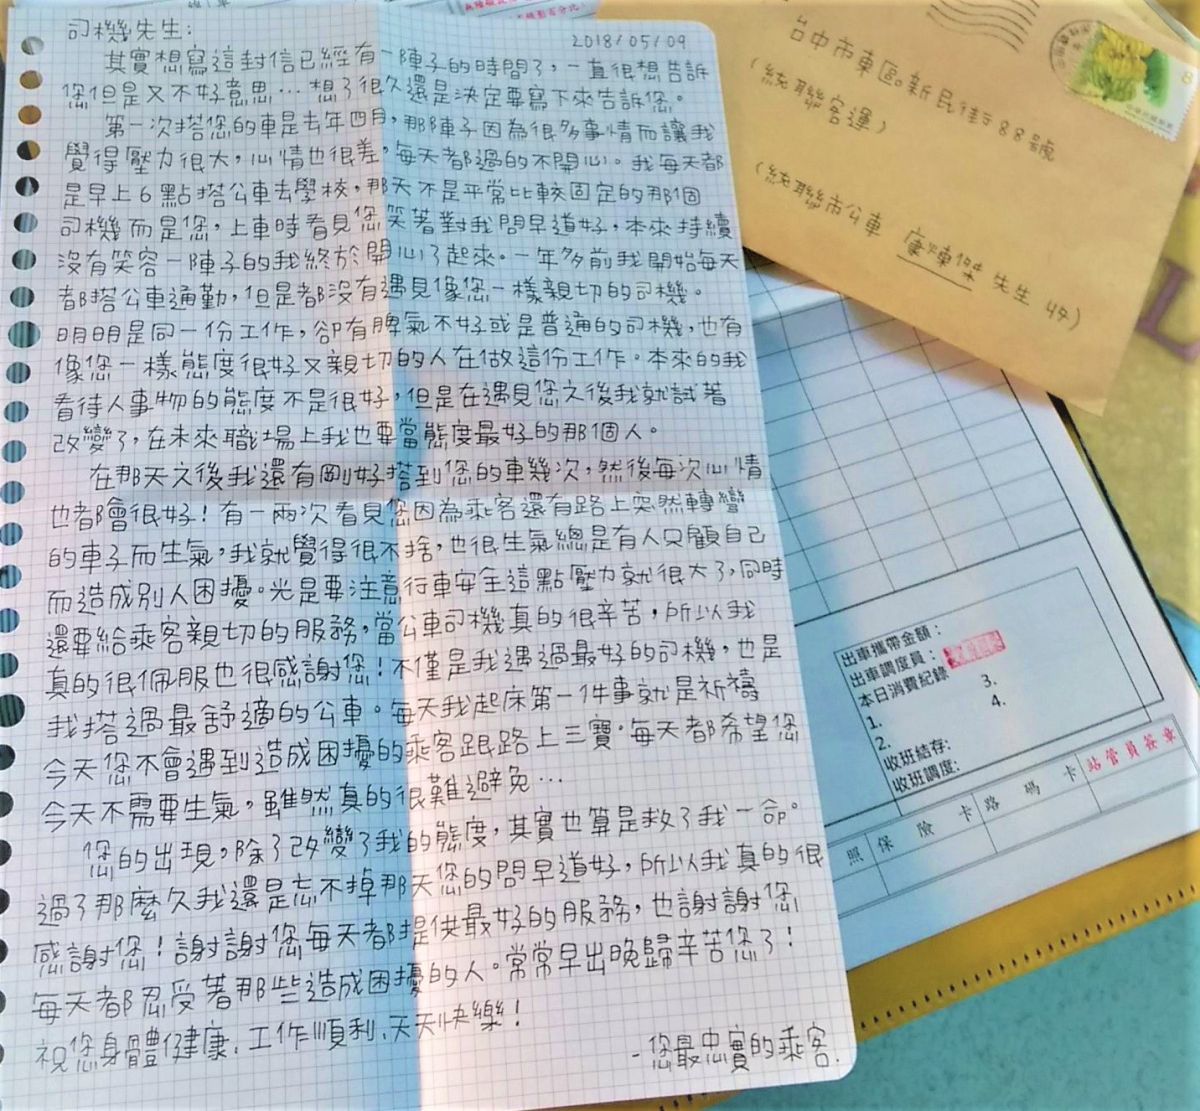 司機先生:
2018/05/09
其實想寫這封信已經有一陣子的時間了,一直很想告訴
您但是又不好意思…想了很久還是決定要寫下來告訴您。
第一次搭您的車是去年四月,那陣子因為很多事情而讓我
覺得壓力很大,心情也很差,每天都過的不開心。我每天都
是早上6點搭公車去學校,那天不是平常比較固定的那個
司機而是您,上車時看見您笑著對我問早道好,本來持續
沒有笑容一陣子的我終於開心了起來。一年多前我開始每天
都搭公車通勤,但是都沒有遇見像您一樣親切的司機。
明明是同一份工作,卻有脾氣不好或是普通的司機,也有
像您一樣態度很好又親切的人在做這份工作。本來的我
看待人事物的態度不是很好,但是在遇見您之後我就試著
改變了,在未來職場上我也要當態度最好的那個人。
在那天之後我還有剛好搭到您的車幾次,然後每次心情
也都會很好!有一兩次看見您因為乘客還有路上突然轉彎
的車子而生氣,我就覺得很不捨,也很生氣總是有人只顧自己
而造成別人困擾。光是要注意行車安全這點壓力就很大了,同時
還要給乘客親切的服務,當公車司機真的很辛苦,所以我
真的很佩服也很感謝您!不僅是我遇過最好的司機,也是
我搭過最舒適的公車。每天我起床第一件事就是祈禱
今天您不會遇到造成困擾的乘客跟路上三寶。每天都希望您
今天不需要生氣,雖然真的很難避免…
您的出現,除了改變了我的態度,其實也算是救了我一命。
過了那麼久我還是忘不掉那天您的問早道好,所以我真的很
感謝您!謝謝您每天都提供最好的服務,也謝謝您
每天都忍受著那些造成困擾的人。常常早出晚歸辛苦您了!
祝您身體健康、工作順利、天天快樂!
-您最忠實的乘客.
台中市東區新民街88號
(統聯客運)
(統聯市公車 先生 收)
8
出車攜帶金額:
出車調度員:
本日消費紀錄
1. 3.
2. 4.
收班結存:
收班調度:
照 保險卡 路碼卡 站管員簽章